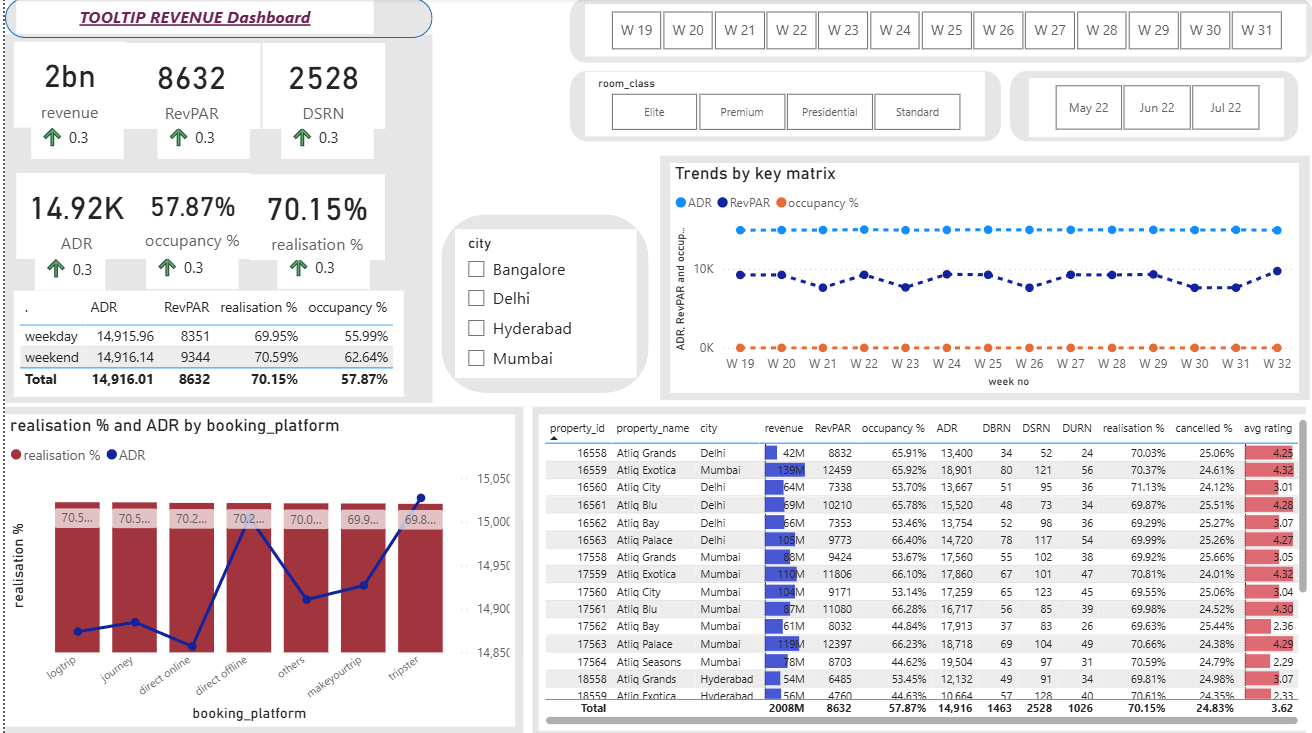 TOOLTIP REVENUE Dashboard
2bn 8632 2528
revenue RevPAR DSRN
0.3 0.3 0.3
14.92K 57.87% 70.15%
ADR occupancy % realisation %
0.3 0.3 0.3
. ADR RevPAR realisation % occupancy %
weekday 14,915.96 8351 69.95% 55.99%
weekend 14,916.14 9344 70.59% 62.64%
Total 14,916.01 8632 70.15% 57.87%
W 19 W 20 W 21 W 22 W 23 W 24 W 25 W 26 W 27 W 28 W 29 W 30 W 31
room_class
Elite Premium Presidential Standard
May 22 Jun 22 Jul 22
city
Bangalore
Delhi
Hyderabad
Mumbai
Trends by key matrix
ADR RevPAR occupancy %
ADR, RevPAR and occup...
10K
0K
W 19 W 20 W 21 W 22 W 23 W 24 W 25 W 26 W 27 W 28 W 29 W 30 W 31 W 32
week no
realisation % and ADR by booking_platform
realisation % ADR
realisation %
70.5... 70.5... 70.2... 70.2... 70.0... 69.9... 69.8...
15,050
15,000
14,950
14,900
14,850
logtrip journey direct online direct offline others makeyourtrip tripster
booking_platform
property_id property_name city revenue RevPAR occupancy % ADR DBRN DSRN DURN realisation % cancelled % avg rating
16558 Atliq Grands Delhi 42M 8832 65.91% 13,400 34 52 24 70.03% 25.06% 4.25
16559 Atliq Exotica Mumbai 139M 12459 65.92% 18,901 80 121 56 70.37% 24.61% 4.32
16560 Atliq City Delhi 64M 7338 53.70% 13,667 51 95 36 71.13% 24.12% 3.01
16561 Atliq Blu Delhi 69M 10210 65.78% 15,520 48 73 34 69.87% 25.51% 4.28
16562 Atliq Bay Delhi 66M 7353 53.46% 13,754 52 98 36 69.29% 25.27% 3.07
16563 Atliq Palace Delhi 105M 9773 66.40% 14,720 78 117 54 69.99% 25.26% 4.27
17558 Atliq Grands Mumbai 88M 9424 53.67% 17,560 55 102 38 69.92% 25.66% 3.05
17559 Atliq Exotica Mumbai 110M 11806 66.10% 17,860 67 101 47 70.81% 24.01% 4.32
17560 Atliq City Mumbai 104M 9171 53.14% 17,259 65 123 45 69.55% 25.06% 3.04
17561 Atliq Blu Mumbai 87M 11080 66.28% 16,717 56 85 39 69.98% 24.52% 4.30
17562 Atliq Bay Mumbai 61M 8032 44.84% 17,913 37 83 26 69.63% 25.44% 2.36
17563 Atliq Palace Mumbai 119M 12397 66.23% 18,718 69 104 49 70.66% 24.38% 4.29
17564 Atliq Seasons Mumbai 78M 8703 44.62% 19,504 43 97 31 70.59% 24.79% 2.29
18558 Atliq Grands Hyderabad 54M 6485 53.45% 12,132 49 91 34 69.81% 24.98% 3.07
18559 Atliq Exotica Hyderabad 56M 4760 44.63% 10,664 57 128 40 70.61% 24.35% 2.33
Total 2008M 8632 57.87% 14,916 1463 2528 1026 70.15% 24.83% 3.62